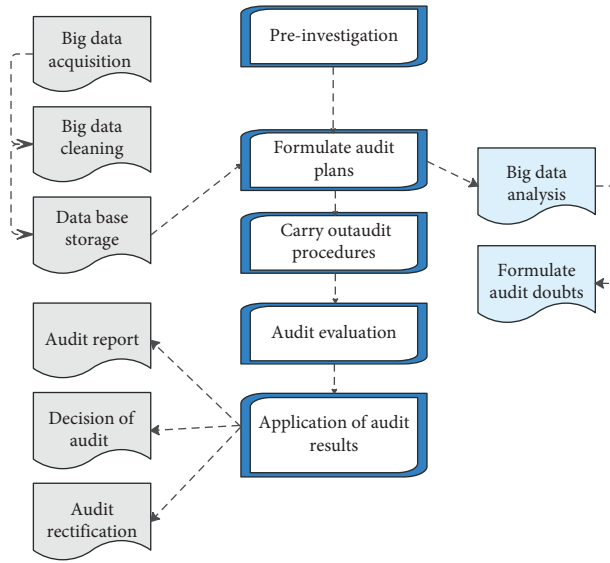 Big data
acquisition
Big data
cleaning
Data base
storage
Pre-investigation
Formulate audit
plans
Carry outaudit
procedures
Audit evaluation
Application of audit
results
Big data
analysis
Formulate
audit doubts
Audit report
Decision of
audit
Audit
rectification